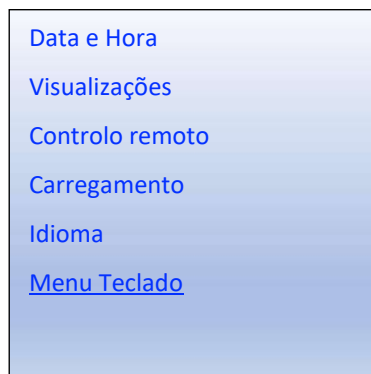 Data e Hora
Visualizações
Controlo remoto
Carregamento
Idioma
Menu Teclado